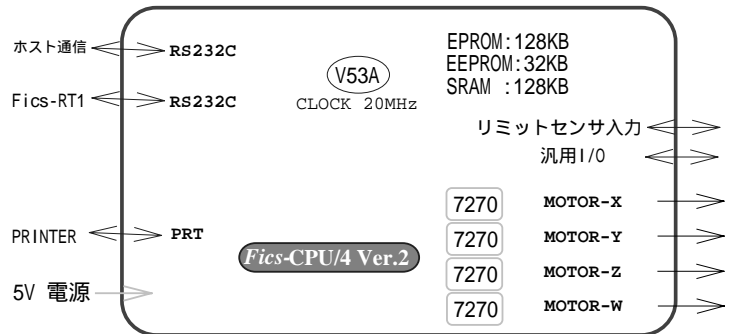 ホスト通信 RS232C
Fics-RT1 RS232C
V53A
CLOCK 20MHz
EPROM:128KB
EEPROM:32KB
SRAM :128KB
リミットセンサ入力
汎用I/O
7270 MOTOR-X
7270 MOTOR-Y
7270 MOTOR-Z
7270 MOTOR-W
PRINTER PRT
Fics-CPU/4 Ver.2
5V 電源